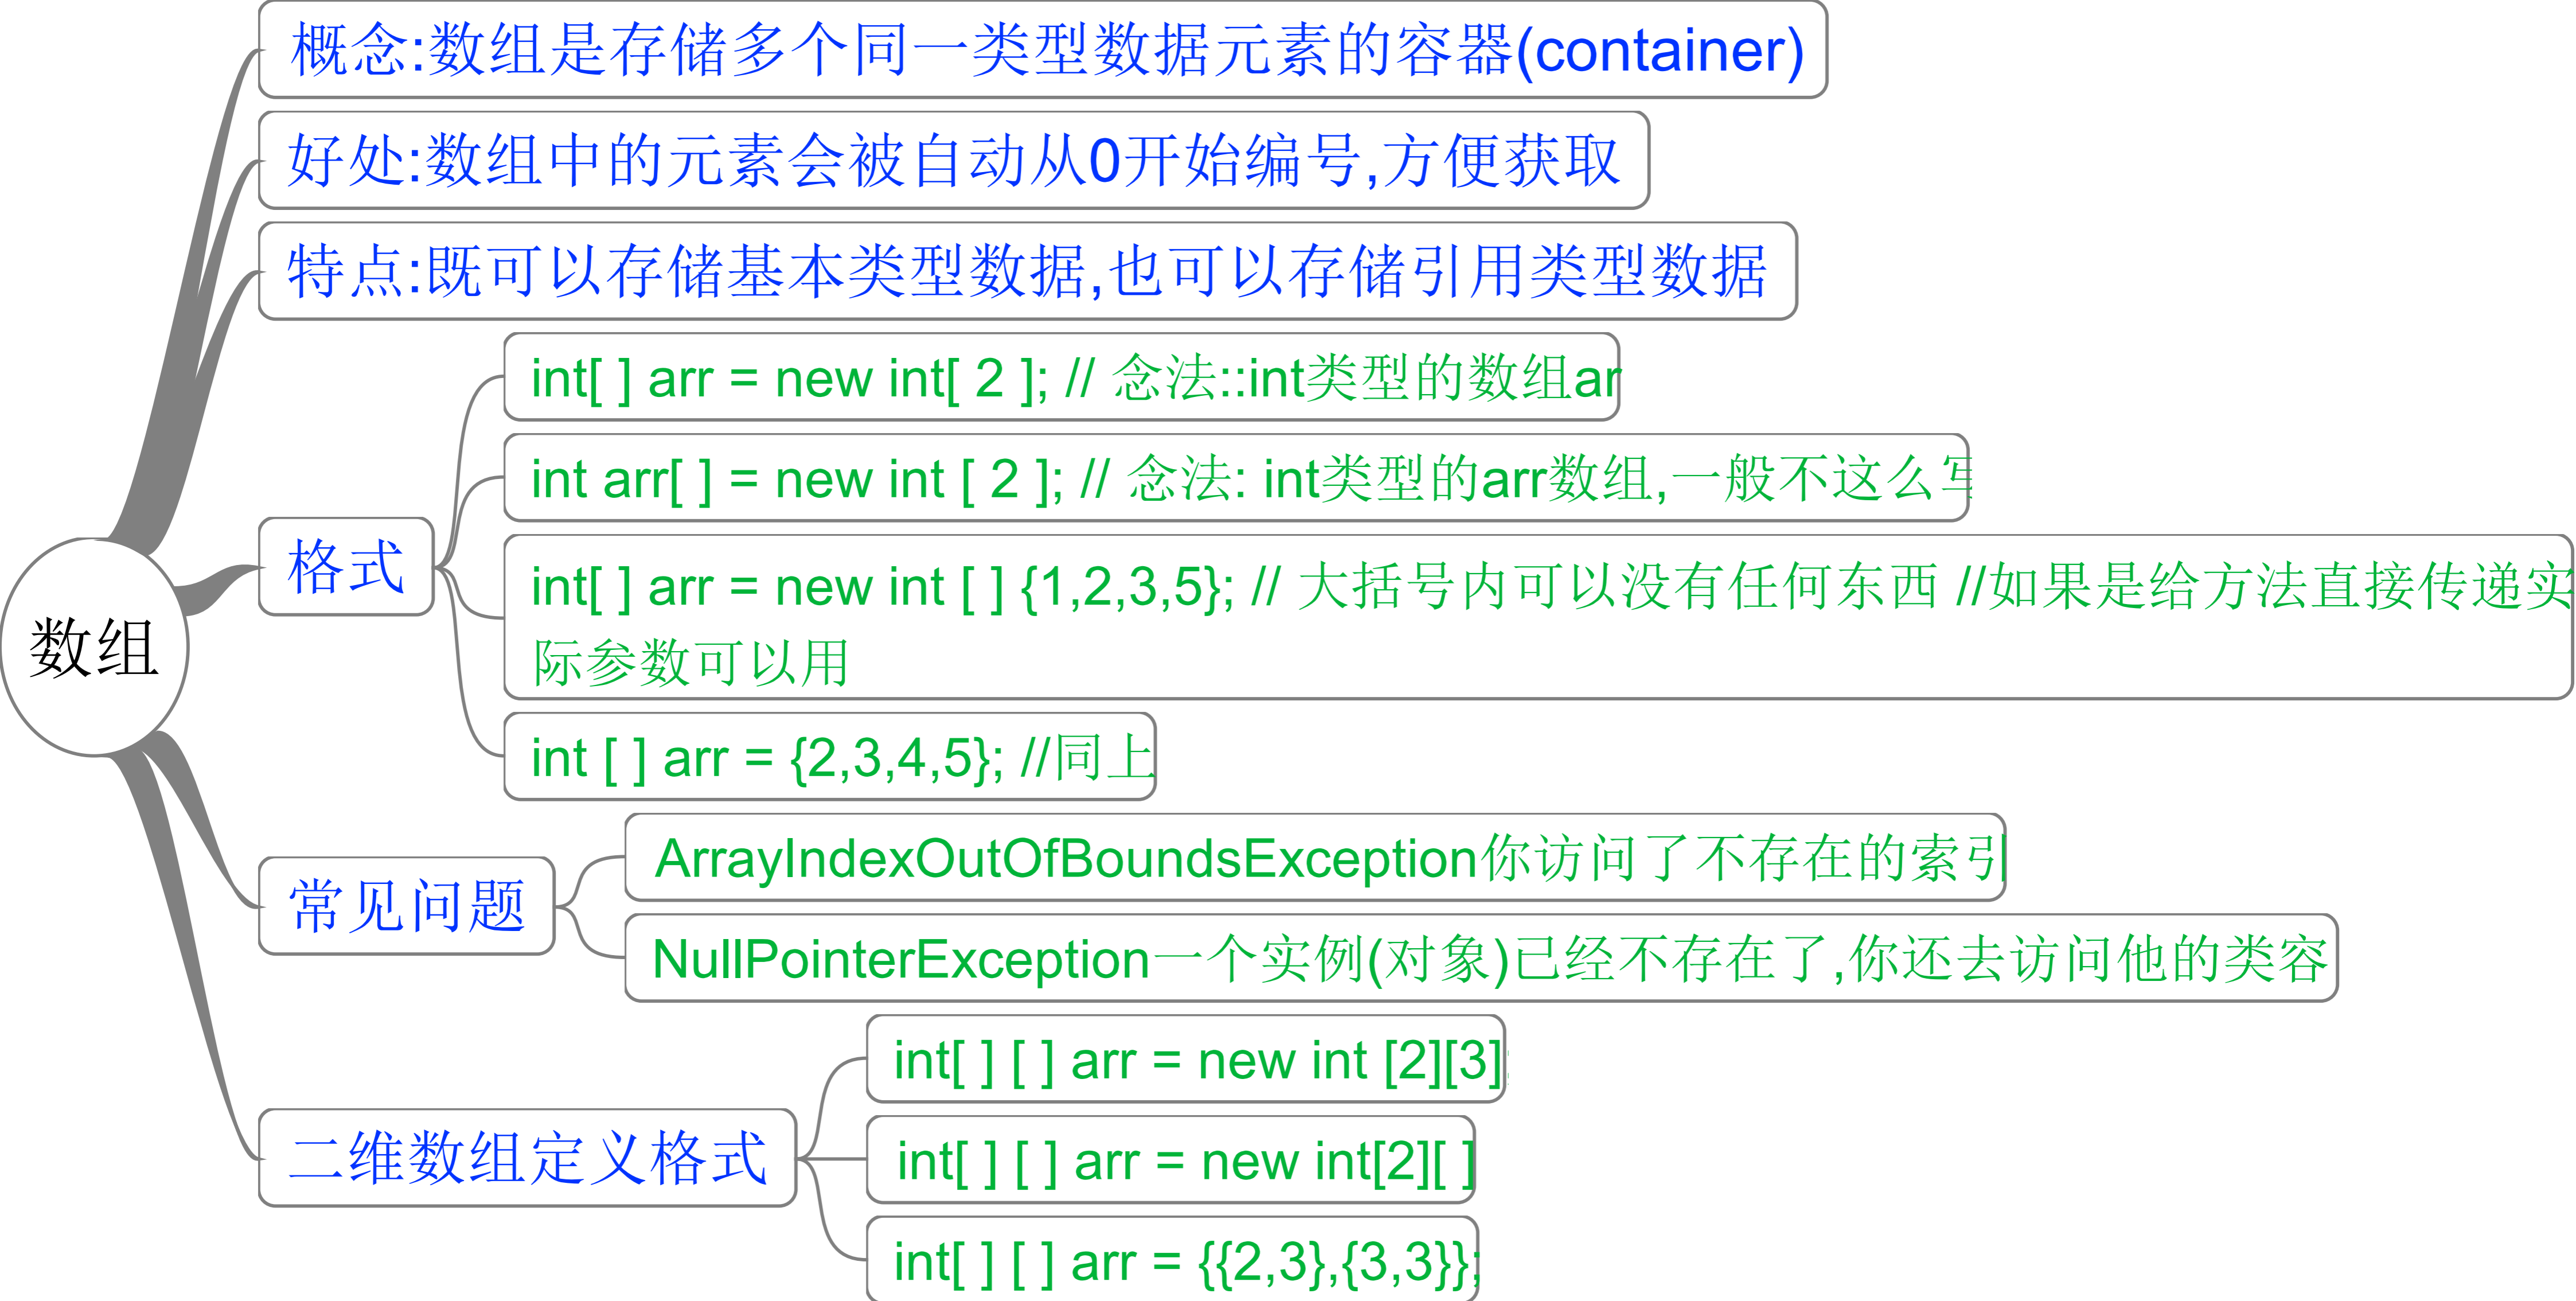 概念:数组是存储多个同一类型数据元素的容器(container)
好处:数组中的元素会被自动从0开始编号,方便获取
特点:既可以存储基本类型数据,也可以存储引用类型数据
数组
格式
int[ ] arr = new int[ 2 ]; // 念法::int类型的数组ar
int arr[ ] = new int [ 2 ]; // 念法: int类型的arr数组,一般不这么写
int[ ] arr = new int [ ] {1,2,3,5}; // 大括号内可以没有任何东西 //如果是给方法直接传递实
际参数可以用
int [ ] arr = {2,3,4,5}; //同上
常见问题
ArrayIndexOutOfBoundsException你访问了不存在的索引
NullPointerException一个实例(对象)已经不存在了,你还去访问他的类容
二维数组定义格式
int[ ] [ ] arr = new int [2][3]
int[ ] [ ] arr = new int[2][ ]
int[ ] [ ] arr = {{2,3},{3,3}};